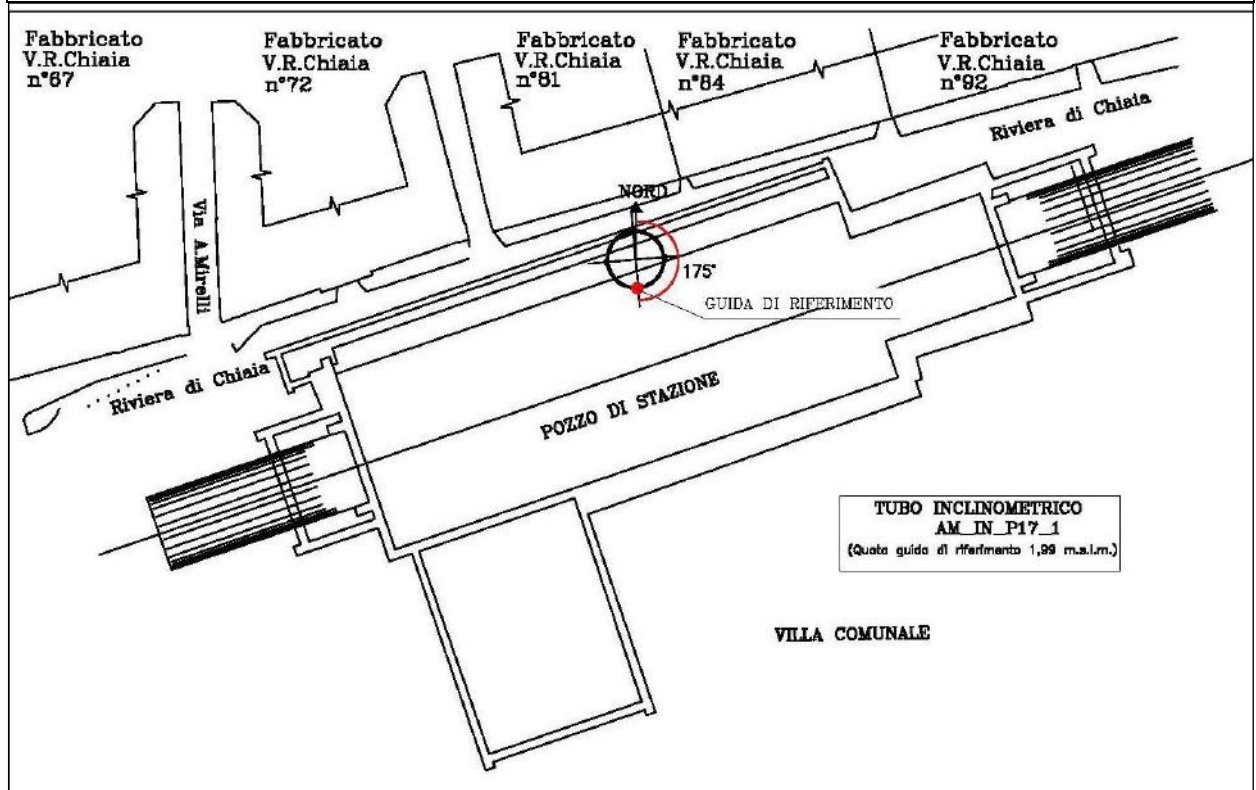 Fabbricato
V.R.Chiaia
n°67
Fabbricato
V.R.Chiaia
n°72
Fabbricato
V.R.Chiaia
n°81
Fabbricato
V.R.Chiaia
n°84
Fabbricato
V.R.Chiaia
n°92
Riviera di Chiaia
Via A.Mirelli
NORD
175°
GUIDA DI RIFERIMENTO
Riviera di Chiaia
POZZO DI STAZIONE
TUBO INCLINOMETRICO
AM_IN_P17_1
(Quota guida di riferimento 1,99 m.s.l.m.)
VILLA COMUNALE